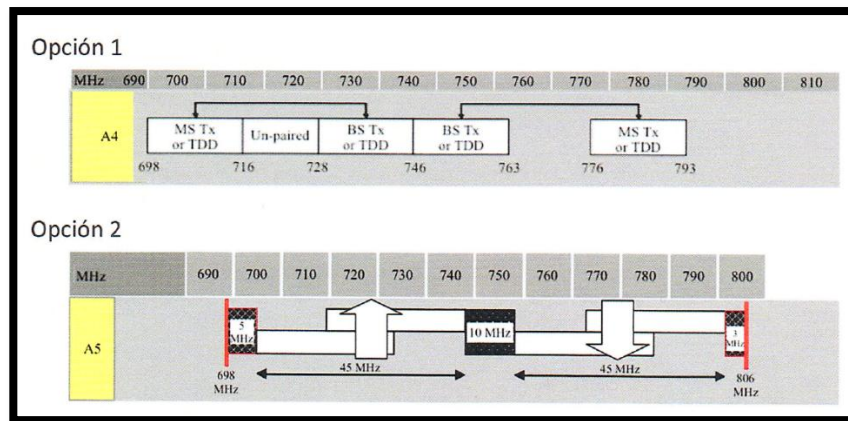 Opción 1
MHz 690 700 710 720 730 740 750 760 770 780 790 800 810
A4
MS Tx or TDD
Un-paired
BS Tx or TDD
BS Tx or TDD
MS Tx or TDD
698 716 728 746 763 776 793
Opción 2
MHz 690 700 710 720 730 740 750 760 770 780 790 800
A5
5 MHz
10 MHz
3 MHz
698 MHz
45 MHz
45 MHz
806 MHz